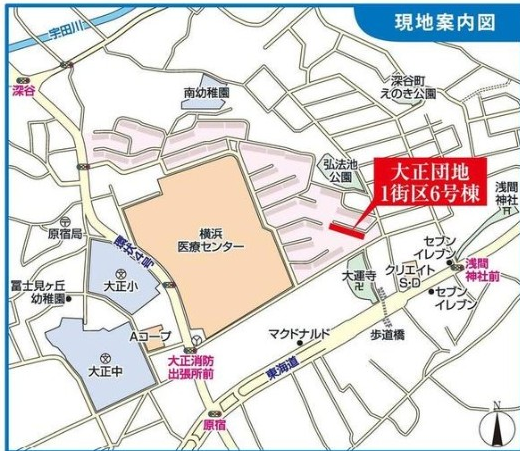 現地案内図
宇田川
深谷
南幼稚園
深谷町
えのき公園
弘法池
公園
大正団地
1街区6号棟
浅間
神社
原宿局
環状4号
横浜
医療センター
セブン
イレブン
浅間
神社前
大運寺
クリエイト
S・D
セブン
イレブン
大正小
冨士見ヶ丘
幼稚園
Aコープ
マクドナルド
歩道橋
大正中
大正消防
出張所前
東海道
原宿
N